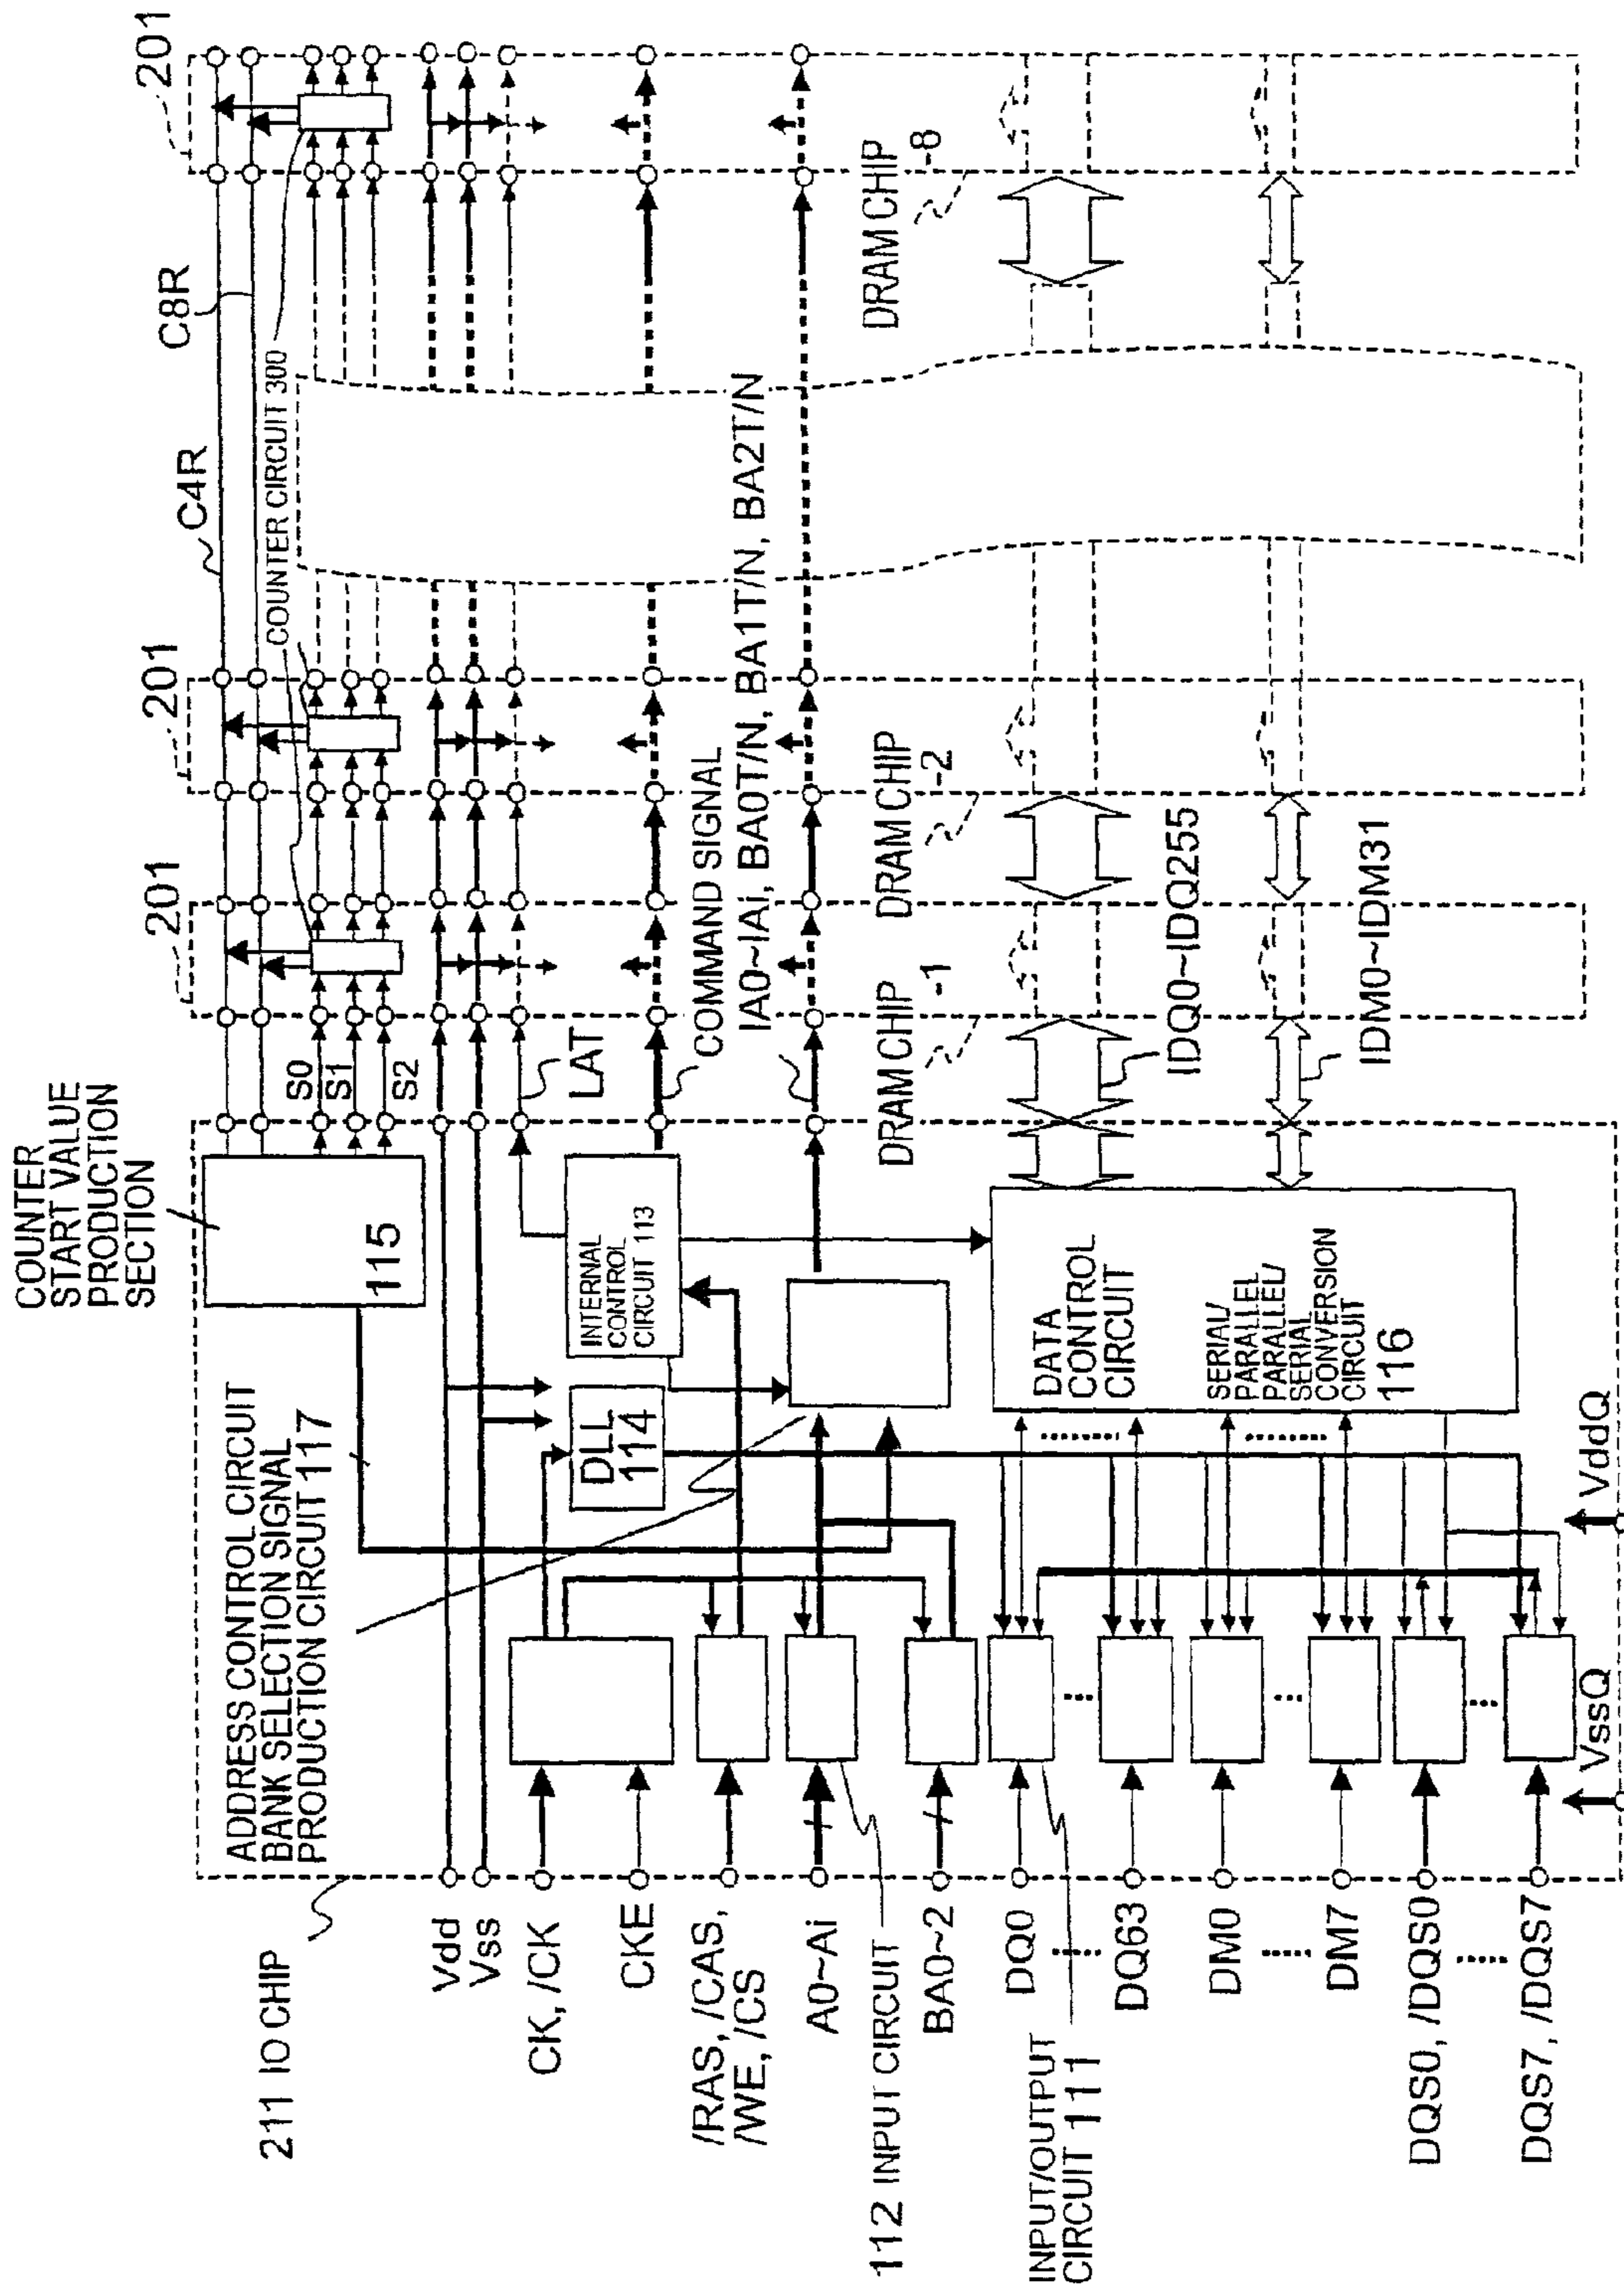 COUNTER
START VALUE
PRODUCTION
SECTION
115
C4R
C8R
201
201
201
COUNTER CIRCUIT 300
S0
S1
S2
211 IO CHIP
ADDRESS CONTROL CIRCUIT
BANK SELECTION SIGNAL
PRODUCTION CIRCUIT 117
Vdd
Vss
CK, /CK
CKE
/RAS, /CAS,
/WE, /CS
A0~Ai
112 INPUT CIRCUIT
BA0~2
DQ0
DQ63
INPUT/OUTPUT
CIRCUIT 111
DM0
DM7
DQS0, /DQS0
DQS7, /DQS7
VssQ
VddQ
DLL
114
INTERNAL
CONTROL
CIRCUIT 113
LAT
COMMAND SIGNAL
IA0~IAi, BA0T/N, BA1T/N, BA2T/N
DRAM CHIP
-1
DRAM CHIP
-2
DRAM CHIP
-8
DATA
CONTROL
CIRCUIT
SERIAL/
PARALLEL
PARALLEL/
SERIAL
CONVERSION
CIRCUIT
116
IDQ0~IDQ255
IDM0~IDM31